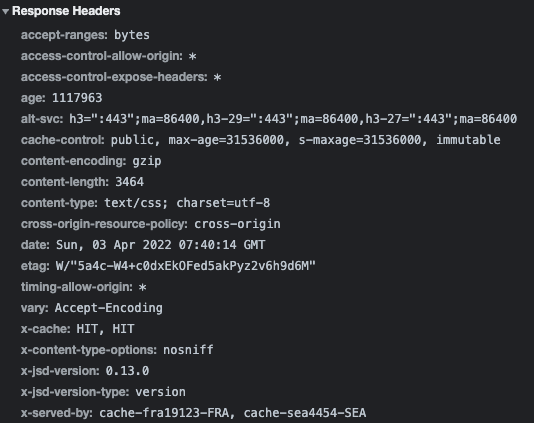 Response Headers
accept-ranges: bytes
access-control-allow-origin: *
access-control-expose-headers: *
age: 1117963
alt-svc: h3=":443";ma=86400,h3-29=":443";ma=86400,h3-27=":443";ma=86400
cache-control: public, max-age=31536000, s-maxage=31536000, immutable
content-encoding: gzip
content-length: 3464
content-type: text/css; charset=utf-8
cross-origin-resource-policy: cross-origin
date: Sun, 03 Apr 2022 07:40:14 GMT
etag: W/"5a4c-W4+c0dxEkOFed5akPyz2v6h9d6M"
timing-allow-origin: *
vary: Accept-Encoding
x-cache: HIT, HIT
x-content-type-options: nosniff
x-jsd-version: 0.13.0
x-jsd-version-type: version
x-served-by: cache-fra19123-FRA, cache-sea4454-SEA